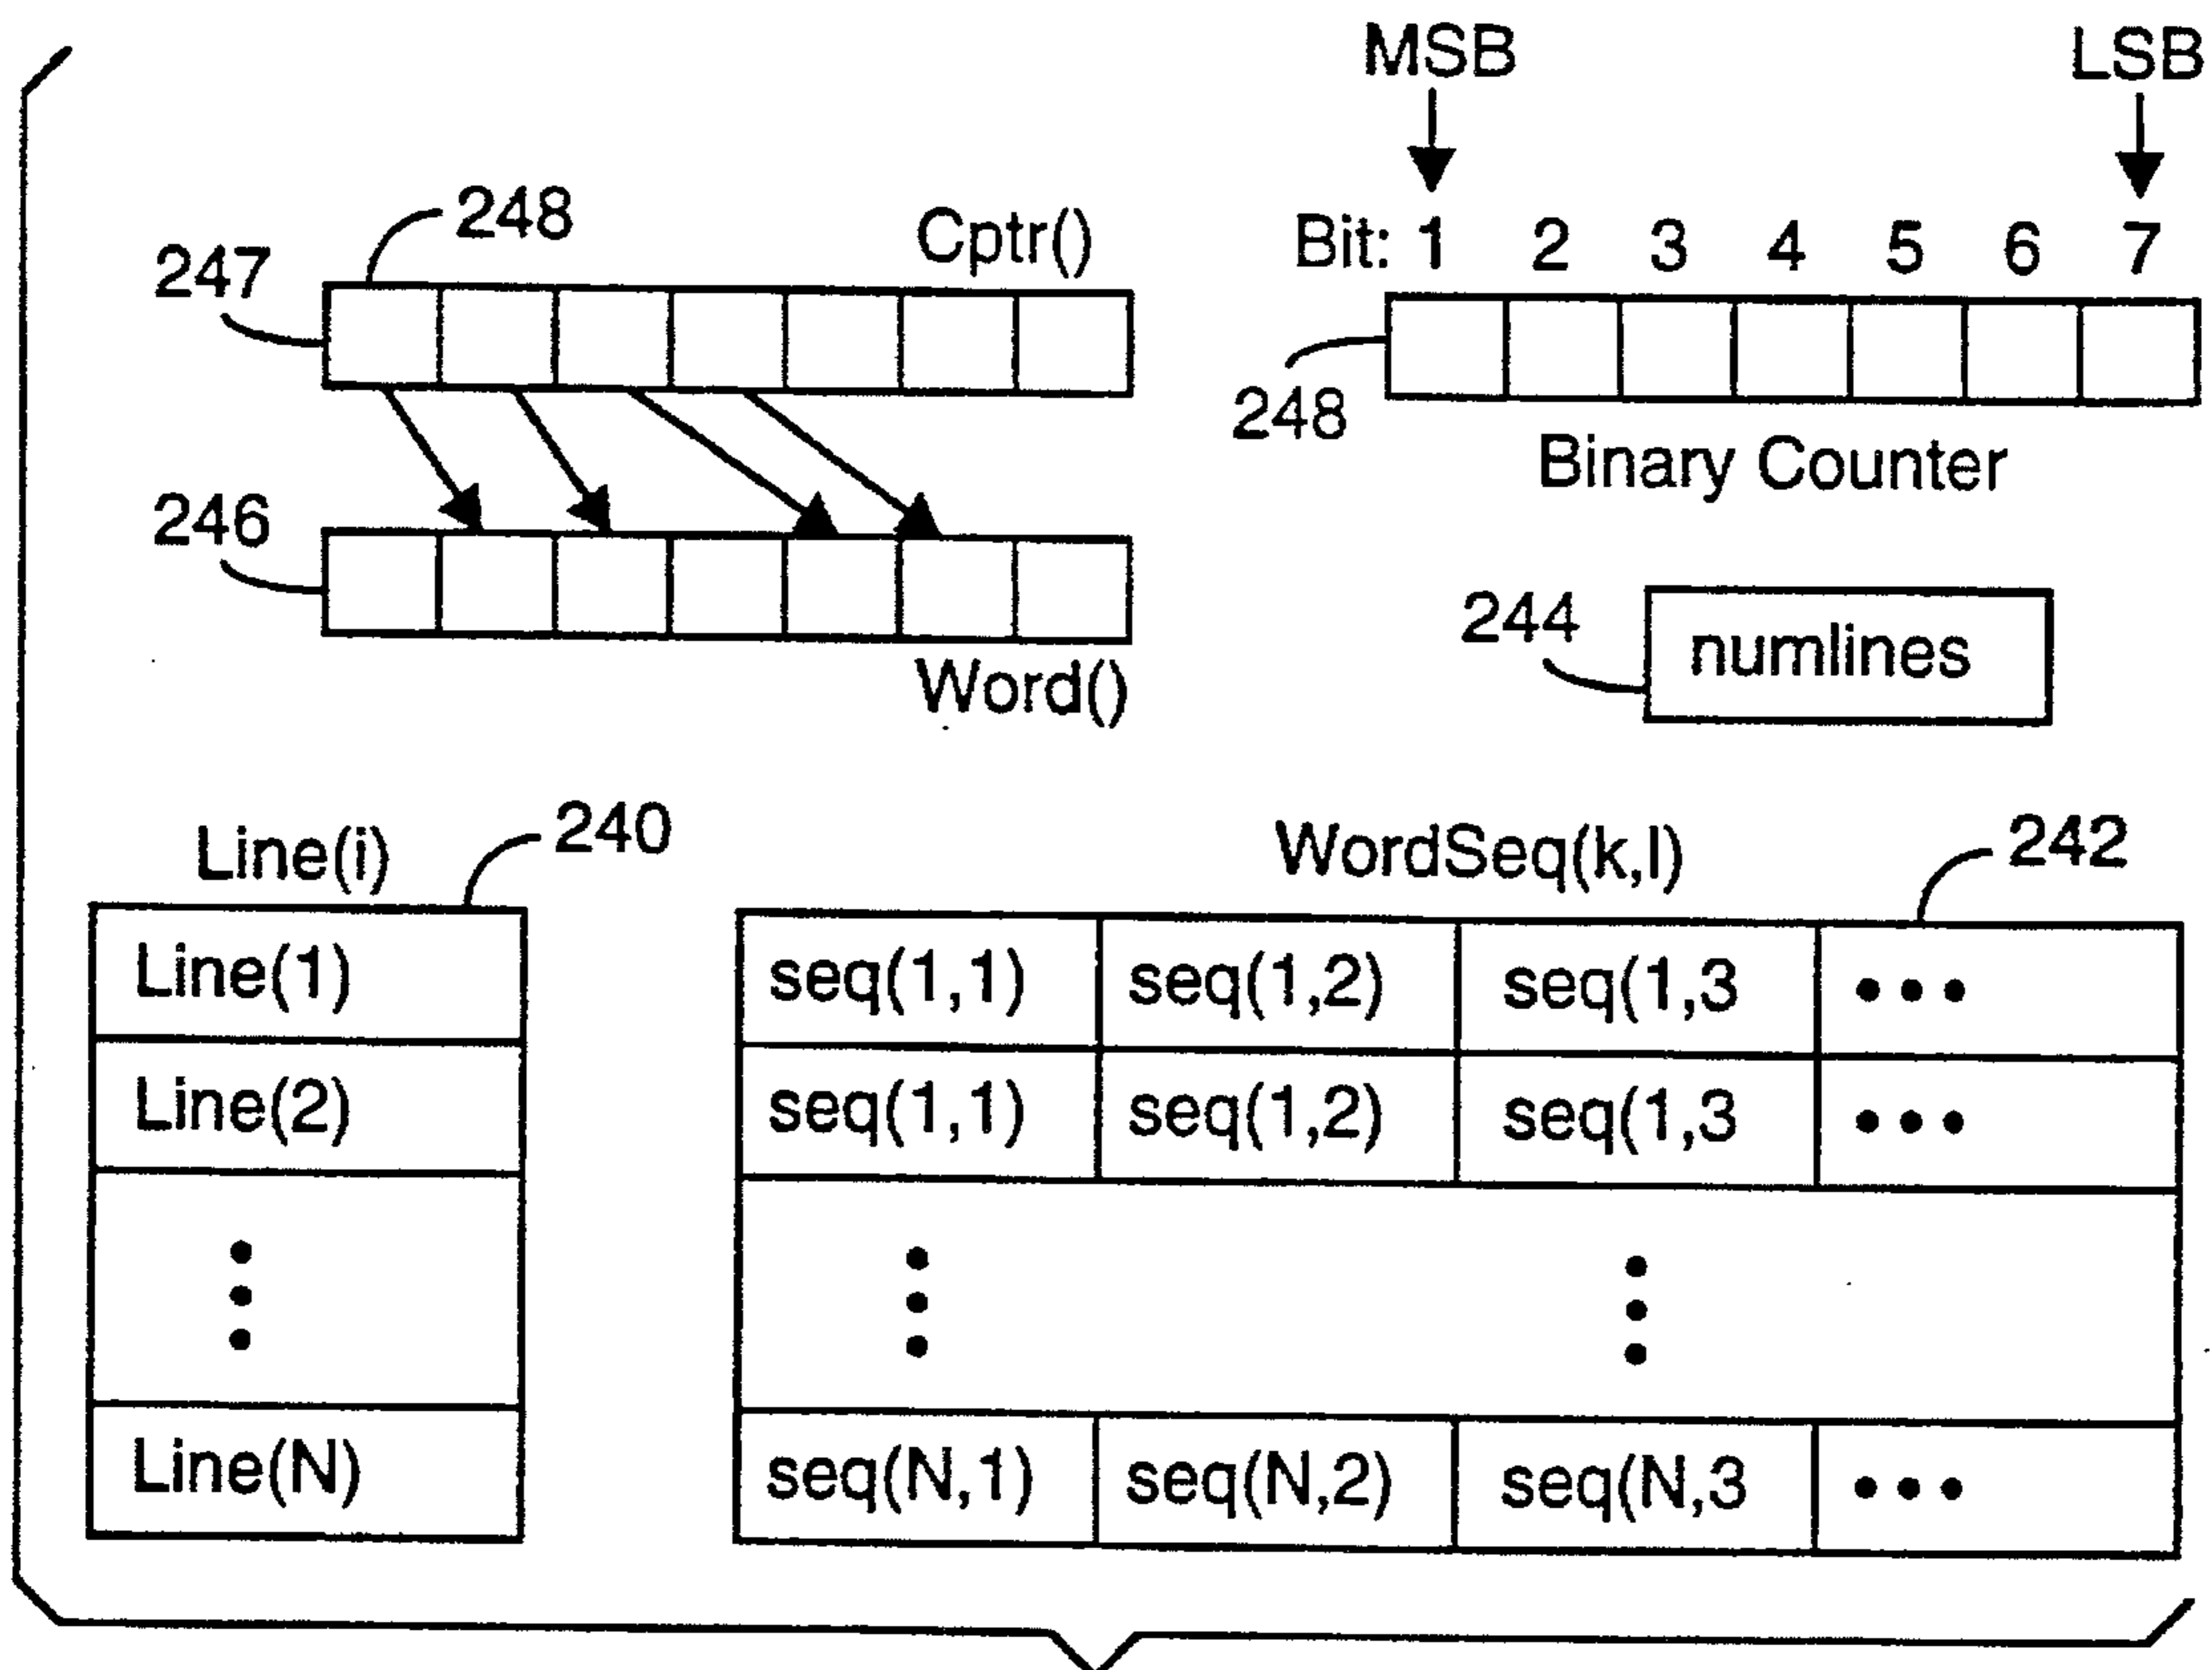 MSB LSB
248 Cptr() Bit: 1 2 3 4 5 6 7
247
248
Binary Counter
246
244 numlines
Word()
Line(i) 240 WordSeq(k,l) 242
Line(1) seq(1,1) seq(1,2) seq(1,3 •••
Line(2) seq(1,1) seq(1,2) seq(1,3 •••
Line(N) seq(N,1) seq(N,2) seq(N,3 •••